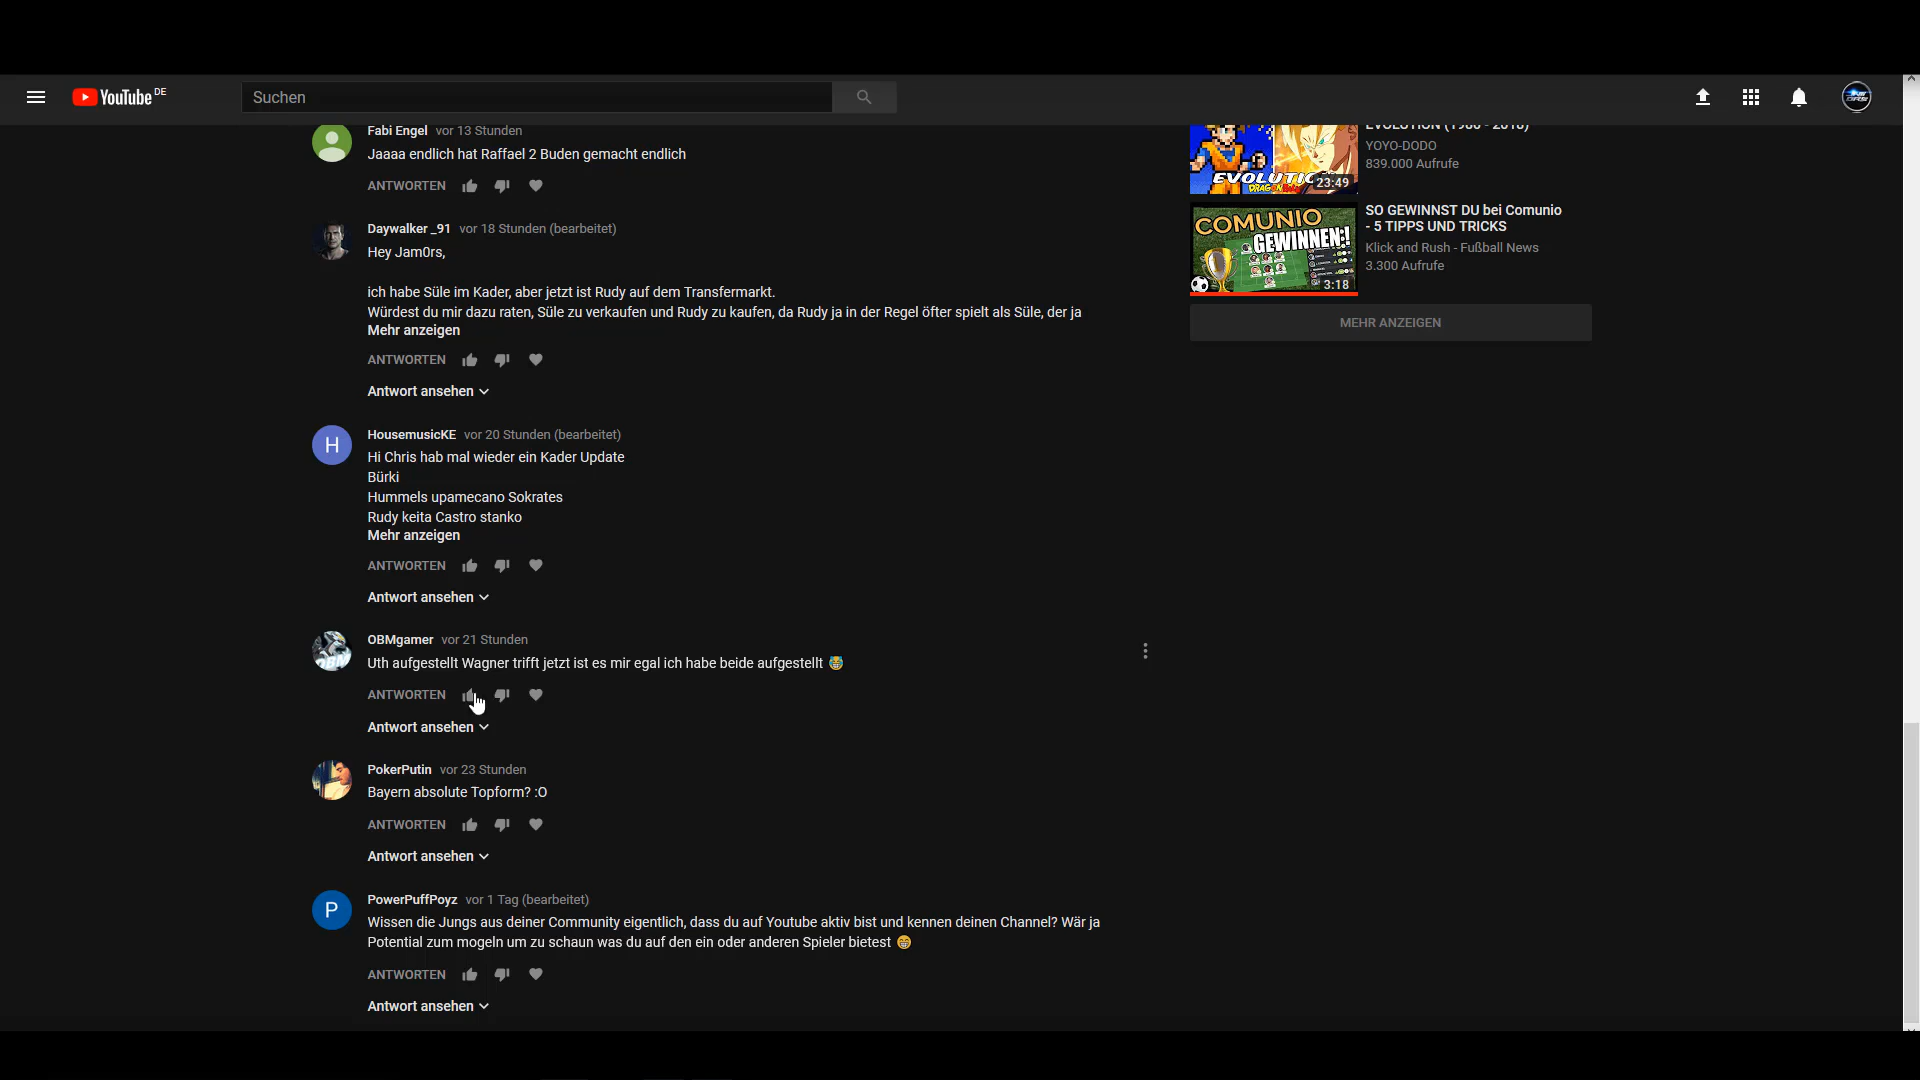 YouTube DE
Suchen
Fabi Engel vor 13 Stunden
Jaaaa endlich hat Raffael 2 Buden gemacht endlich
ANTWORTEN
Daywalker _91 vor 18 Stunden (bearbeitet)
Hey Jam0rs,
ich habe Süle im Kader, aber jetzt ist Rudy auf dem Transfermarkt.
Würdest du mir dazu raten, Süle zu verkaufen und Rudy zu kaufen, da Rudy ja in der Regel öfter spielt als Süle, der ja
Mehr anzeigen
ANTWORTEN
Antwort ansehen
H
HousemusicKE vor 20 Stunden (bearbeitet)
Hi Chris hab mal wieder ein Kader Update
Bürki
Hummels upamecano Sokrates
Rudy keita Castro stanko
Mehr anzeigen
ANTWORTEN
Antwort ansehen
OBM
OBMgamer vor 21 Stunden
Uth aufgestellt Wagner trifft jetzt ist es mir egal ich habe beide aufgestellt 😹
ANTWORTEN
Antwort ansehen
PokerPutin vor 23 Stunden
Bayern absolute Topform? :O
ANTWORTEN
Antwort ansehen
P
PowerPuffPoyz vor 1 Tag (bearbeitet)
Wissen die Jungs aus deiner Community eigentlich, dass du auf Youtube aktiv bist und kennen deinen Channel? Wär ja
Potential zum mogeln um zu schaun was du auf den ein oder anderen Spieler bietest 😁
ANTWORTEN
Antwort ansehen
EVOLUTION (1986 - 2018)
YOYO-DODO
839.000 Aufrufe
EVOLUTIO
23:49
SO GEWINNST DU bei Comunio
- 5 TIPPS UND TRICKS
Klick and Rush - Fußball News
3.300 Aufrufe
COMUNIO
GEWINNEN!
3:18
MEHR ANZEIGEN